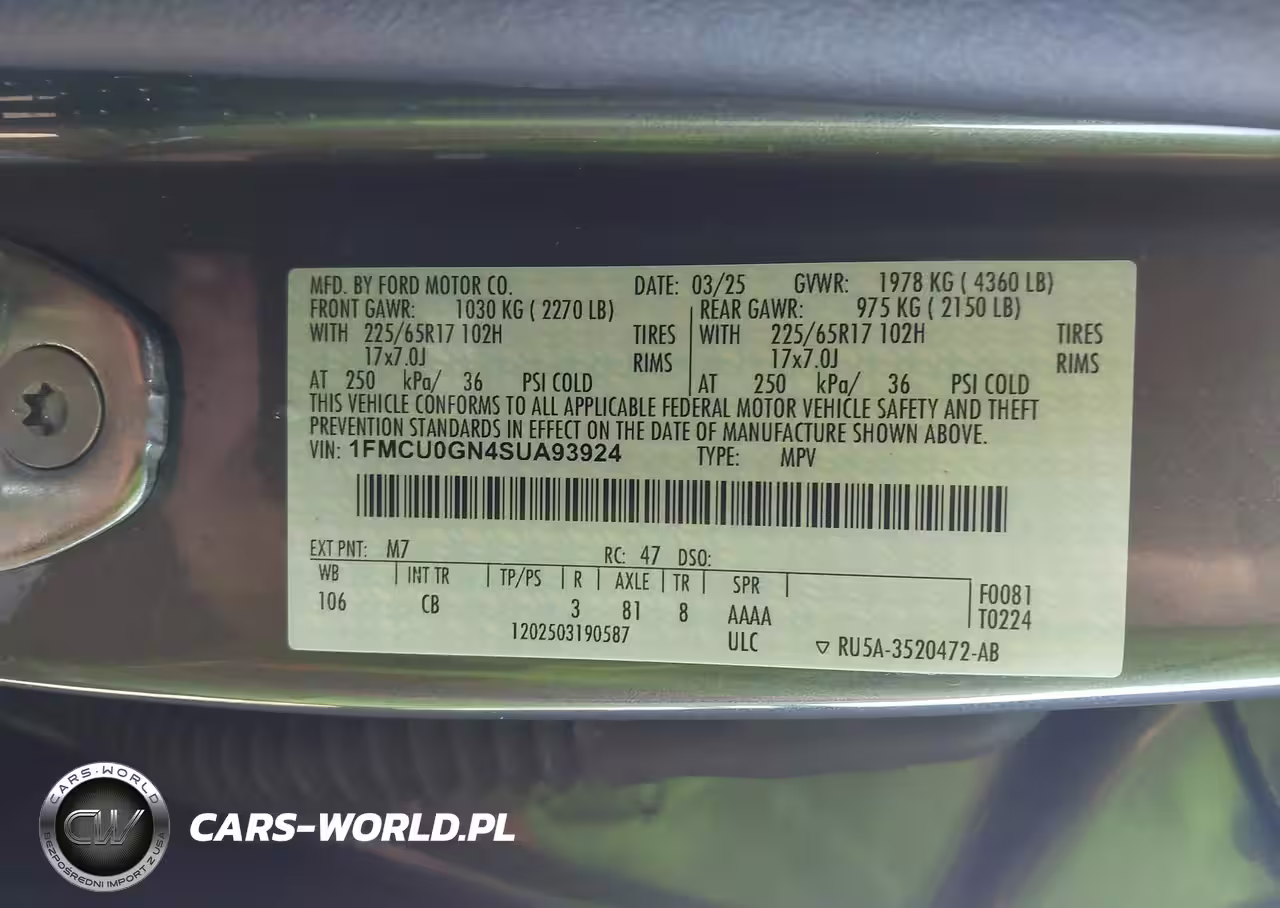 MFD. BY FORD MOTOR CO. DATE: 03/25 GVWR: 1978 KG ( 4360 LB)
FRONT GAWR: 1030 KG ( 2270 LB) REAR GAWR: 975 KG ( 2150 LB)
WITH 225/65R17 102H TIRES WITH 225/65R17 102H TIRES
17x7.0J RIMS 17x7.0J RIMS
AT 250 kPa/ 36 PSI COLD AT 250 kPa/ 36 PSI COLD
THIS VEHICLE CONFORMS TO ALL APPLICABLE FEDERAL MOTOR VEHICLE SAFETY AND THEFT
PREVENTION STANDARDS IN EFFECT ON THE DATE OF MANUFACTURE SHOWN ABOVE.
VIN: 1FMCU0GN4SUA93924 TYPE: MPV
EXT PNT: M7 RC: 47 DSO:
WB INT TR TP/PS R AXLE TR SPR F0081
106 CB 3 81 8 AAAA T0224
1202503190587 ULC ▽ RU5A-3520472-AB
CARS-WORLD
CW
BEZPOŚREDNI IMPORT Z USA
CARS-WORLD.PL